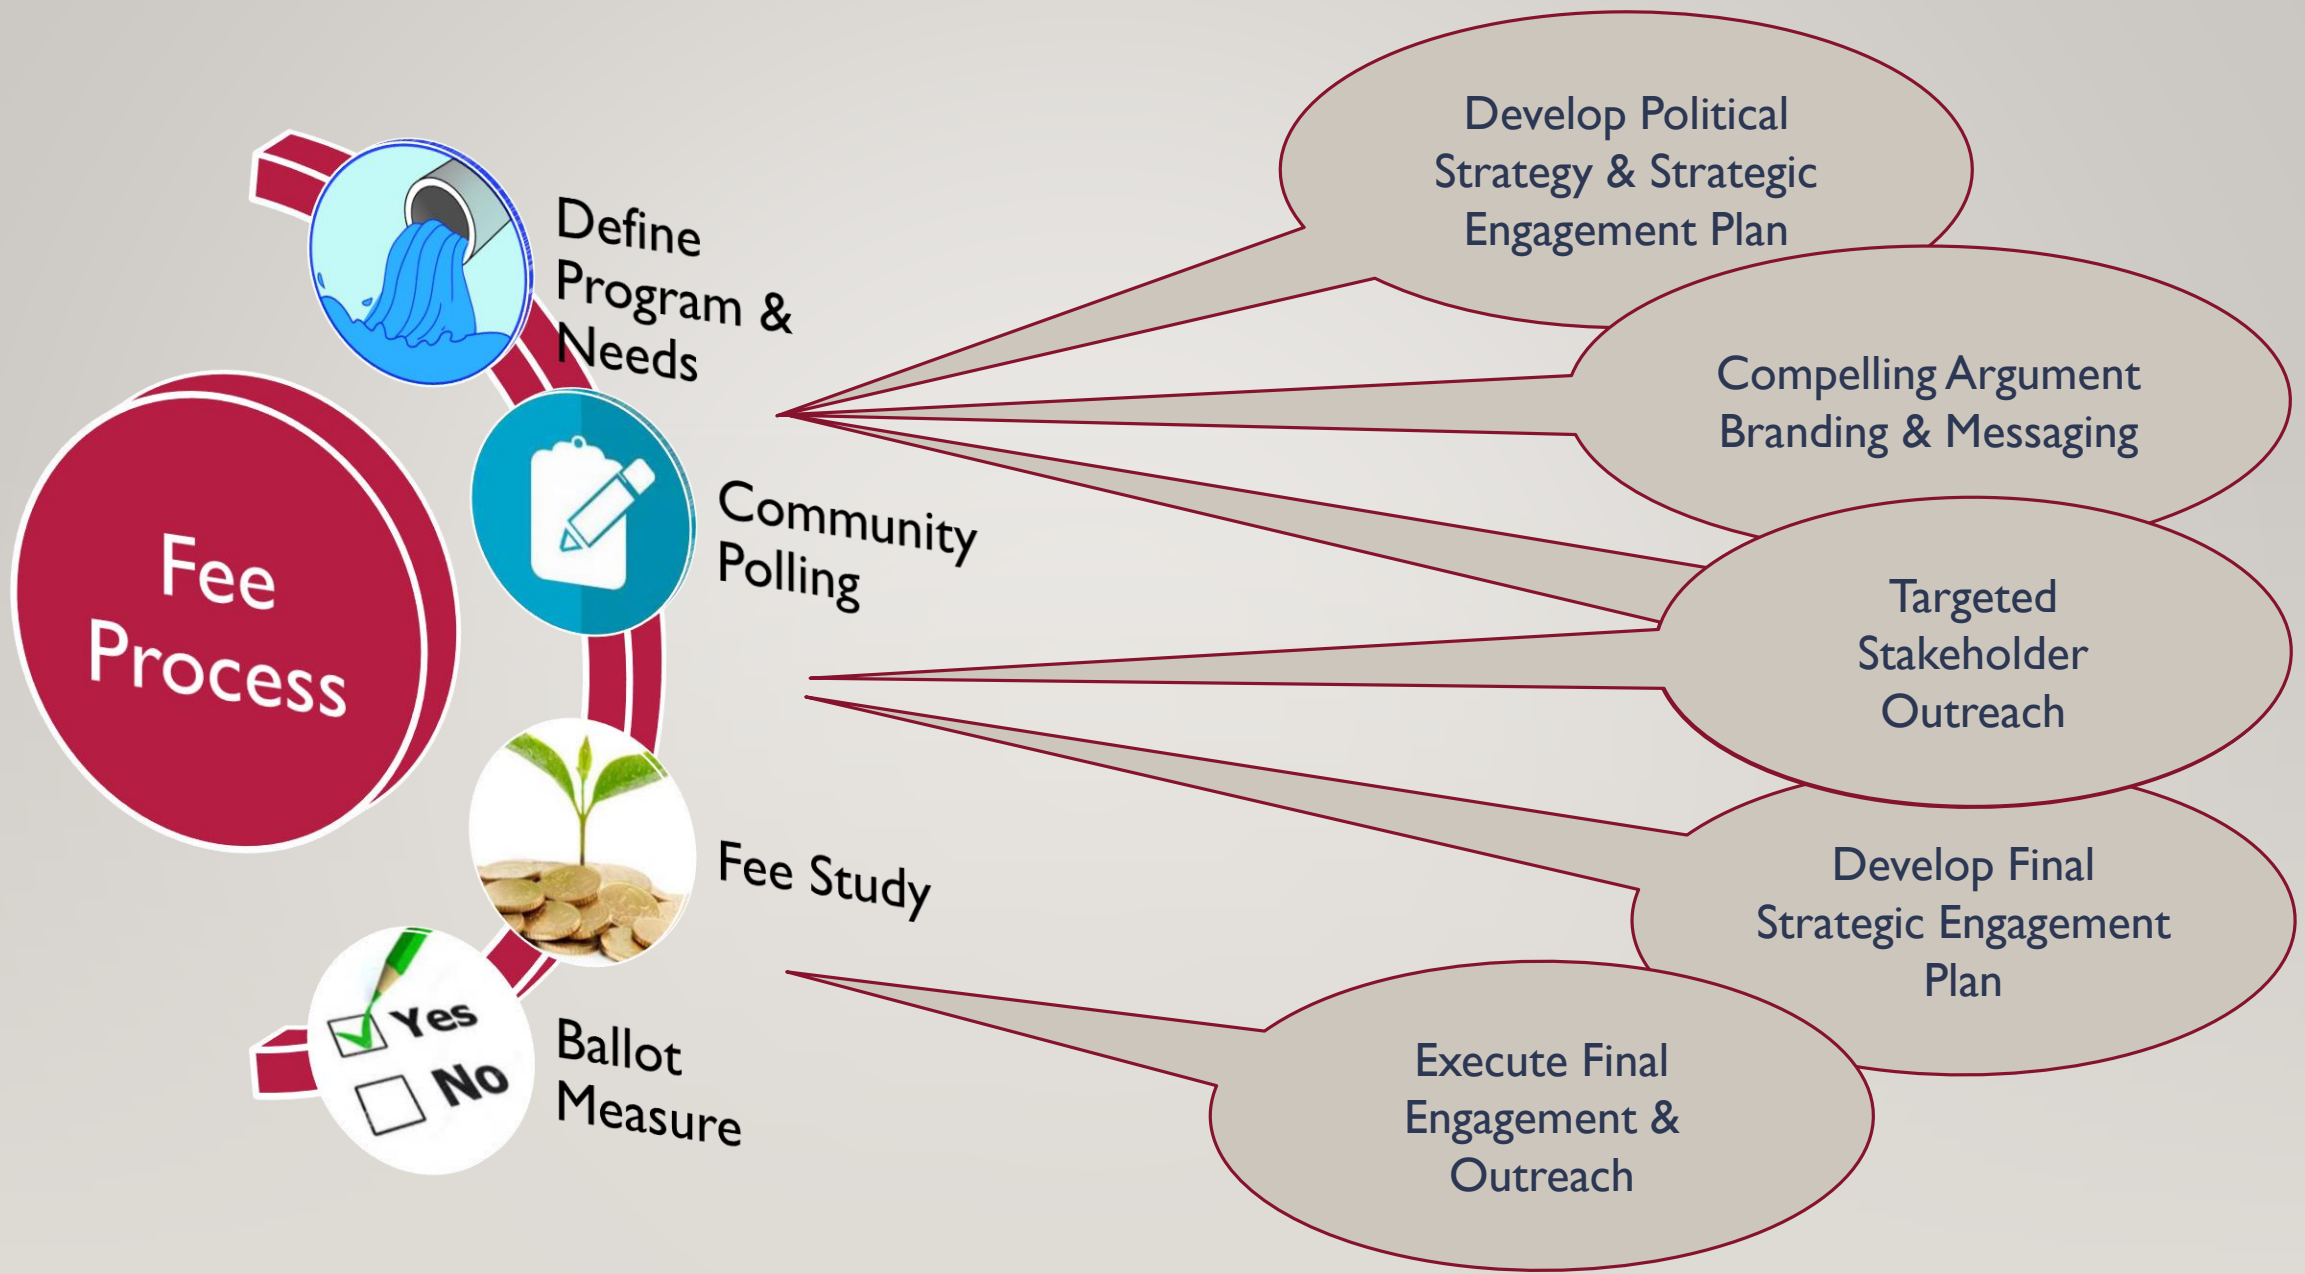 Fee
Process
Define
Program &
Needs
Community
Polling
Fee Study
Yes
No
Ballot
Measure
Develop Political
Strategy & Strategic
Engagement Plan
Compelling Argument
Branding & Messaging
Targeted
Stakeholder
Outreach
Develop Final
Strategic Engagement
Plan
Execute Final
Engagement &
Outreach